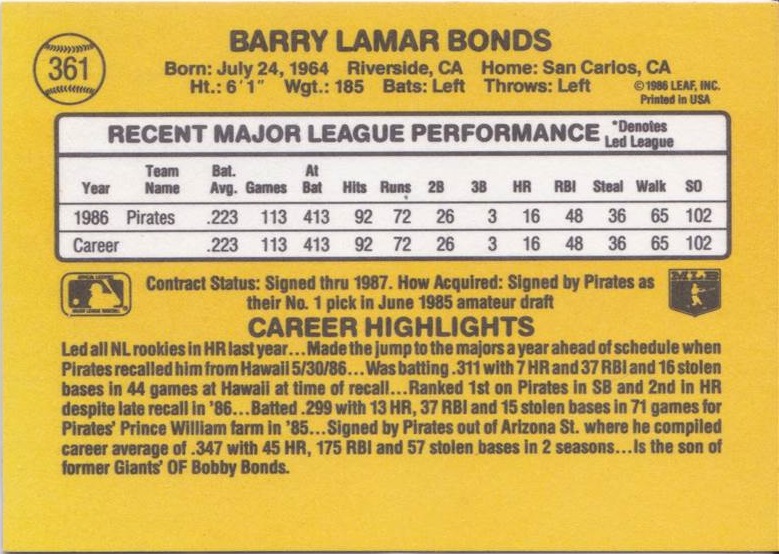 361
BARRY LAMAR BONDS
Born: July 24, 1964 Riverside, CA Home: San Carlos, CA
Ht.: 6'1" Wgt.: 185 Bats: Left Throws: Left
©1986 LEAF, INC.
Printed in USA
RECENT MAJOR LEAGUE PERFORMANCE *Denotes Led League
Year Team Name Bat. Avg. Games At Bat Hits Runs 2B 3B HR RBI Steal Walk SO
1986 Pirates .223 113 413 92 72 26 3 16 48 36 65 102
Career .223 113 413 92 72 26 3 16 48 36 65 102
Contract Status: Signed thru 1987. How Acquired: Signed by Pirates as
their No. 1 pick in June 1985 amateur draft
MLB
CAREER HIGHLIGHTS
Led all NL rookies in HR last year...Made the jump to the majors a year ahead of schedule when
Pirates recalled him from Hawaii 5/30/86...Was batting .311 with 7 HR and 37 RBI and 16 stolen
bases in 44 games at Hawaii at time of recall...Ranked 1st on Pirates in SB and 2nd in HR
despite late recall in '86...Batted .299 with 13 HR, 37 RBI and 15 stolen bases in 71 games for
Pirates' Prince William farm in '85...Signed by Pirates out of Arizona St. where he compiled
career average of .347 with 45 HR, 175 RBI and 57 stolen bases in 2 seasons...Is the son of
former Giants' OF Bobby Bonds.